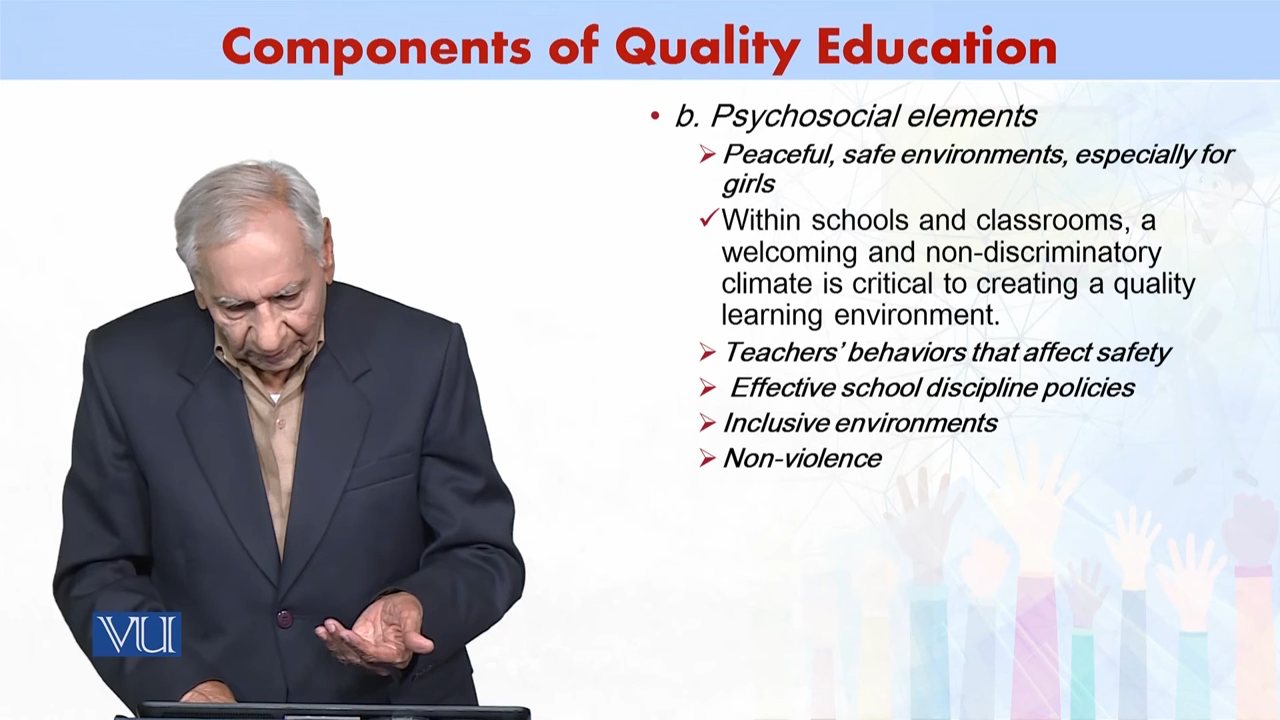 Components of Quality Education
• b. Psychosocial elements
➢ Peaceful, safe environments, especially for
girls
✓Within schools and classrooms, a
welcoming and non-discriminatory
climate is critical to creating a quality
learning environment.
➢ Teachers’ behaviors that affect safety
➢ Effective school discipline policies
➢ Inclusive environments
➢ Non-violence
VU